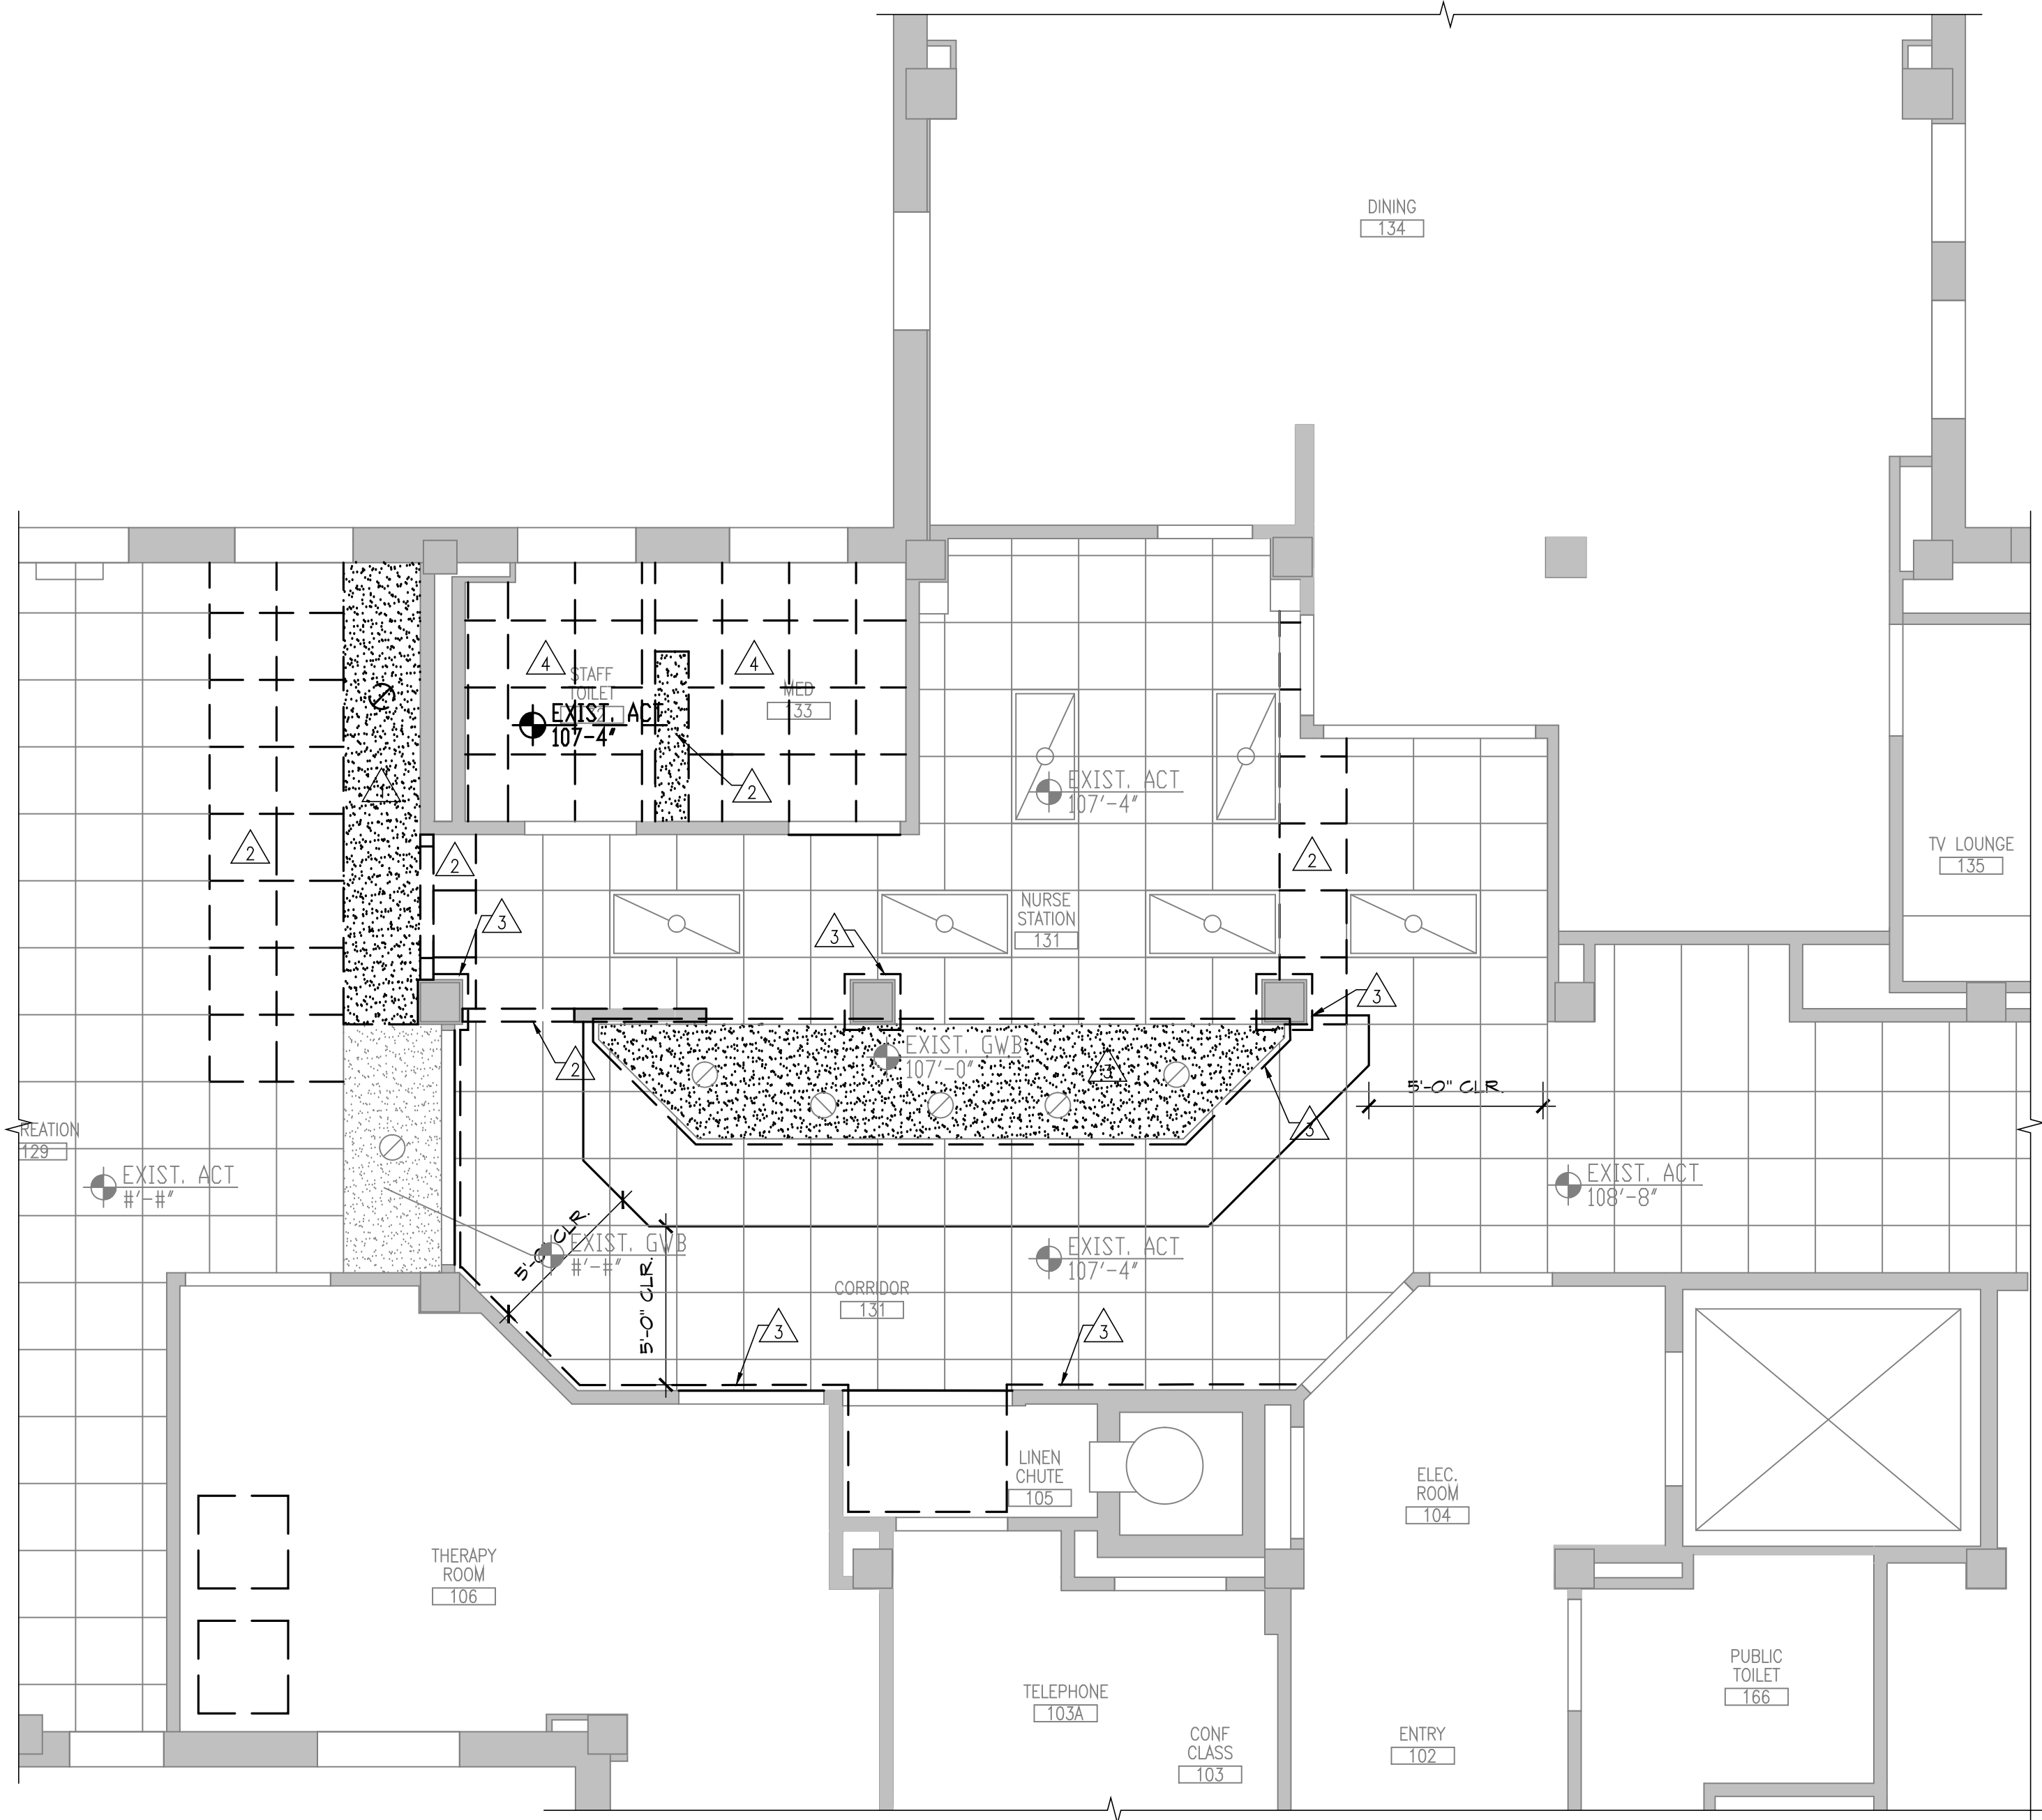 DINING
134
4
4
STAFF
TOILET
MED
133
EXIST. ACT
107-4"
2
1
2
EXIST. ACT
107'-4"
2
2
2
TV LOUNGE
135
3
3
NURSE
STATION
131
3
2
EXIST. GWB
107'-0"
3
5'-0" CLR.
3
REATION
129
EXIST. ACT
#'-#"
EXIST. ACT
108'-8"
5'-0" CLR.
EXIST. GWB
#'-#"
5'-0" CLR.
EXIST. ACT
107'-4"
CORRIDOR
131
3
3
LINEN
CHUTE
105
ELEC.
ROOM
104
THERAPY
ROOM
106
PUBLIC
TOILET
166
TELEPHONE
103A
CONF
CLASS
103
ENTRY
102